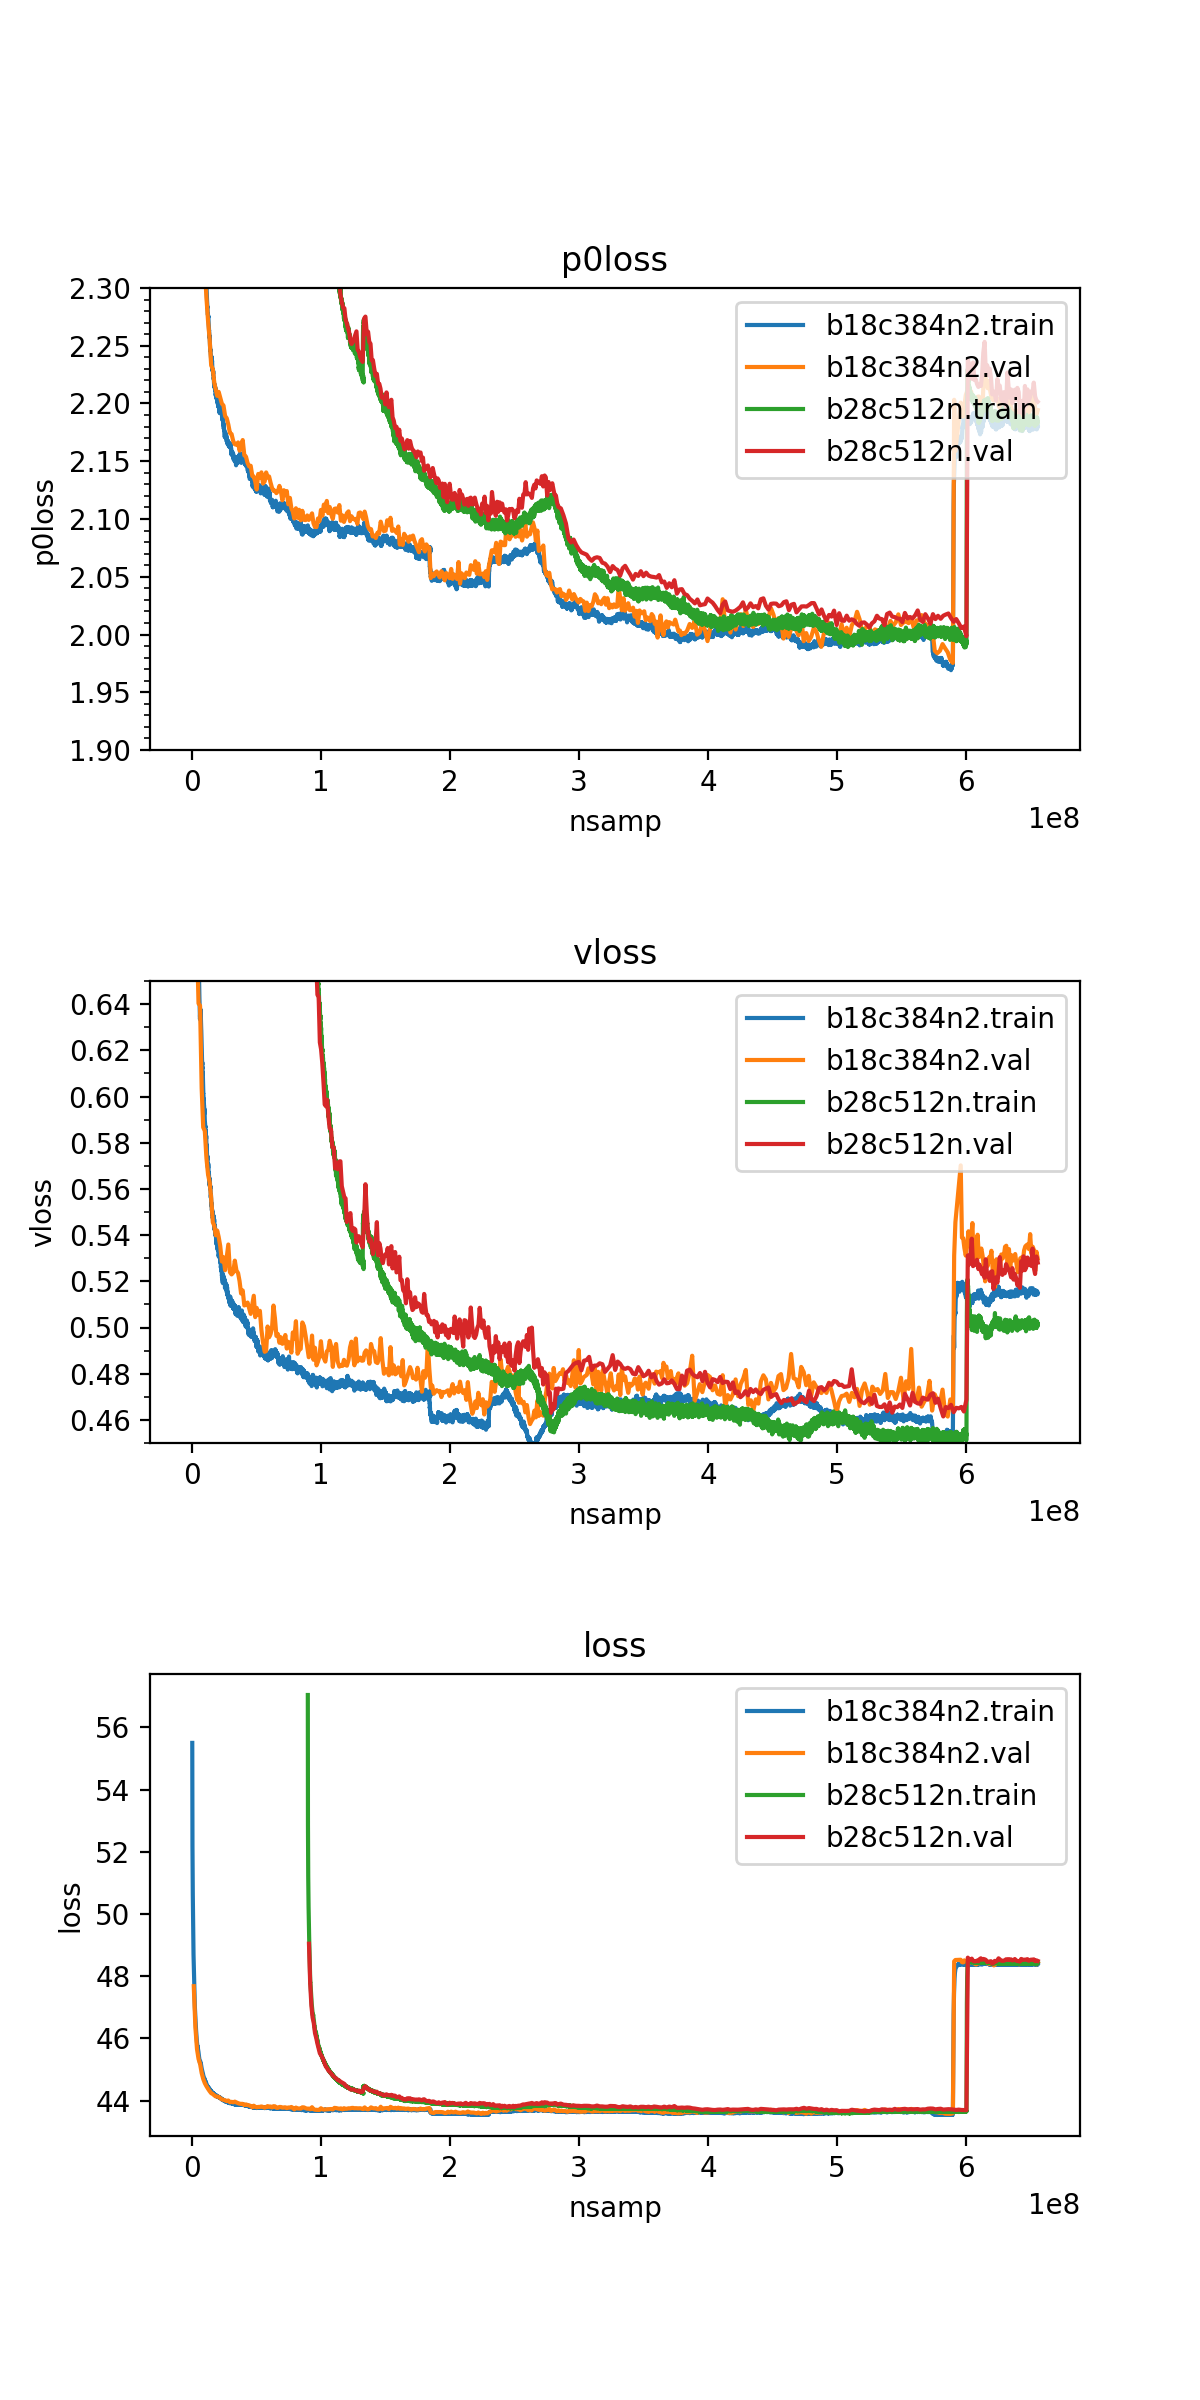 p0loss
2.30
2.25
2.20
2.15
2.10
2.05
2.00
1.95
1.90
p0loss
b18c384n2.train
b18c384n2.val
b28c512n.train
b28c512n.val
0 1 2 3 4 5 6
nsamp
1e8
vloss
0.64
0.62
0.60
0.58
0.56
0.54
0.52
0.50
0.48
0.46
vloss
b18c384n2.train
b18c384n2.val
b28c512n.train
b28c512n.val
0 1 2 3 4 5 6
nsamp
1e8
loss
56
54
52
50
48
46
44
loss
b18c384n2.train
b18c384n2.val
b28c512n.train
b28c512n.val
0 1 2 3 4 5 6
nsamp
1e8